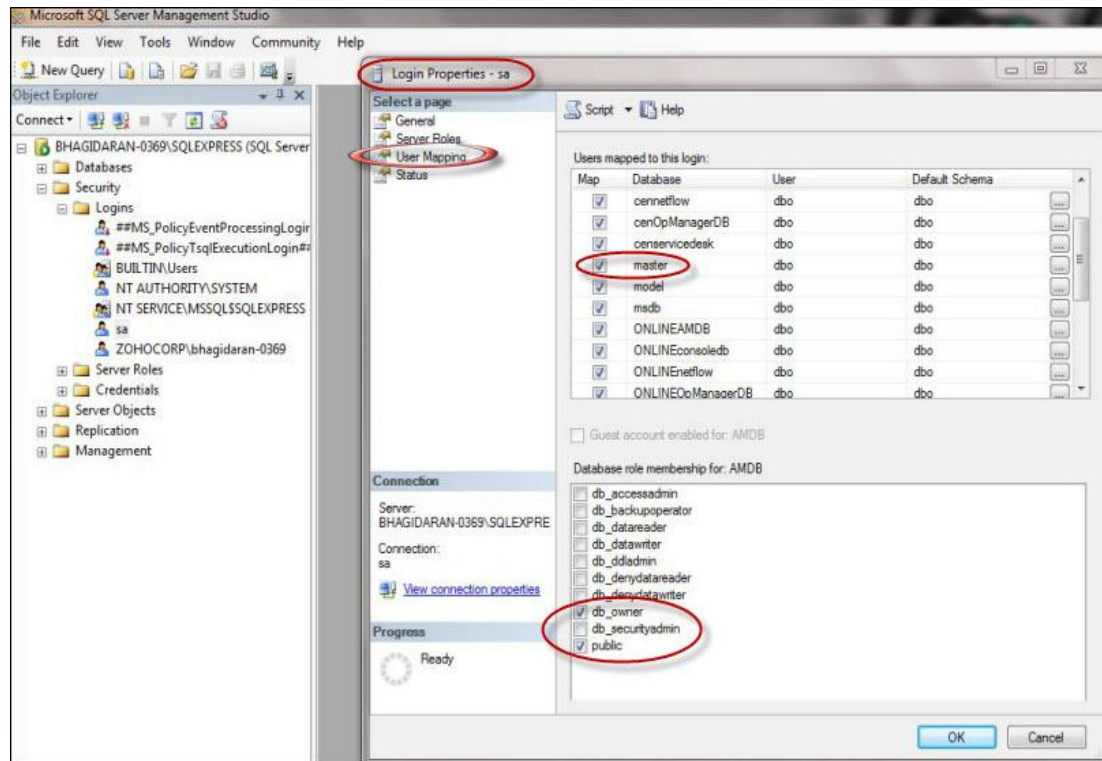 Microsoft SQL Server Management Studio
File Edit View Tools Window Community Help
New Query
Object Explorer
Connect
BHAGIDARAN-0369\SQLEXPRESS (SQL Server
Databases
Security
Logins
##MS_PolicyEventProcessingLogin
##MS_PolicyTsqlExecutionLogin##
BUILTIN\Users
NT AUTHORITY\SYSTEM
NT SERVICE\MSSQL$SQLEXPRESS
sa
ZOHOCORP\bhagidaran-0369
Server Roles
Credentials
Server Objects
Replication
Management
Login Properties - sa
Select a page
General
Server Roles
User Mapping
Status
Connection
Server:
BHAGIDARAN-0369\SQLEXPRE
Connection:
sa
View connection properties
Progress
Ready
Script Help
Users mapped to this login:
Map Database User Default Schema
cennetflow dbo dbo
cenOpManagerDB dbo dbo
censervicedesk dbo dbo
master dbo dbo
model dbo dbo
msdb dbo dbo
ONLINEAMDB dbo dbo
ONLINEconsoledb dbo dbo
ONLINEnetflow dbo dbo
ONLINEOpManagerDB dbo dbo
Guest account enabled for: AMDB
Database role membership for: AMDB
db_accessadmin
db_backupoperator
db_datareader
db_datawriter
db_ddladmin
db_denydatareader
db_denydatawriter
db_owner
db_securityadmin
public
OK Cancel